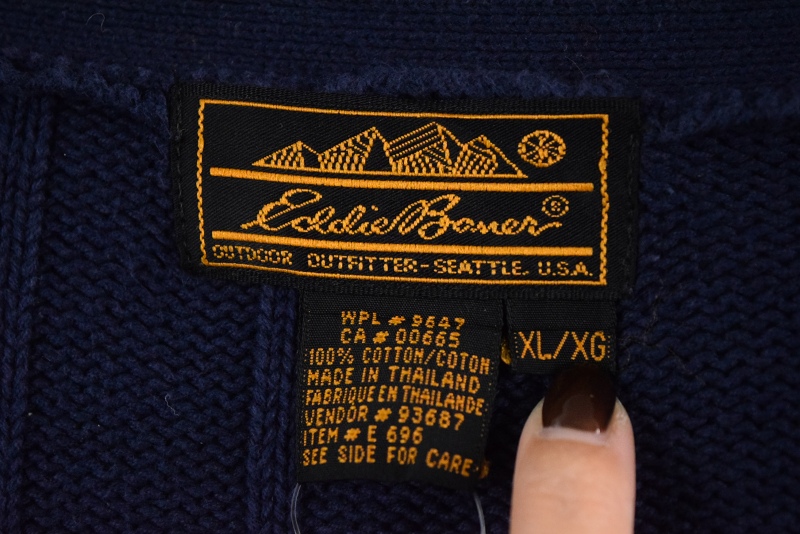 Eddie Bauer®
OUTDOOR OUTFITTER-SEATTLE, U.S.A.
WPL # 9647
CA # 00665
100% COTTON/COTON
MADE IN THAILAND
FABRIQUE EN THAILANDE
VENDOR # 93687
ITEM # E 696
SEE SIDE FOR CARE
XL/XG